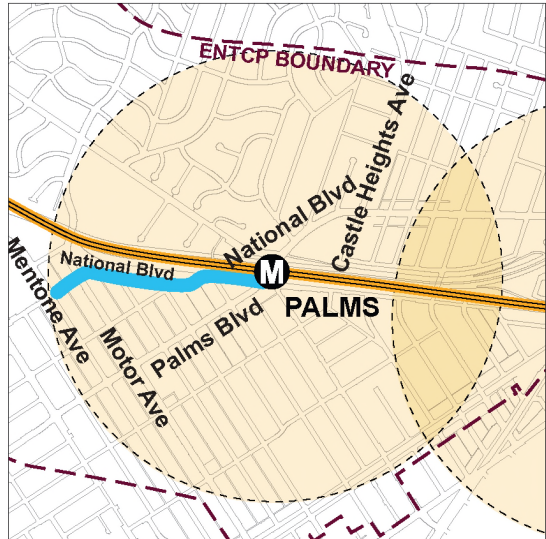 ENTCP BOUNDARY
Castle Heights Ave
National Blvd
National Blvd
M
PALMS
Mentone Ave
Motor Ave
Palms Blvd